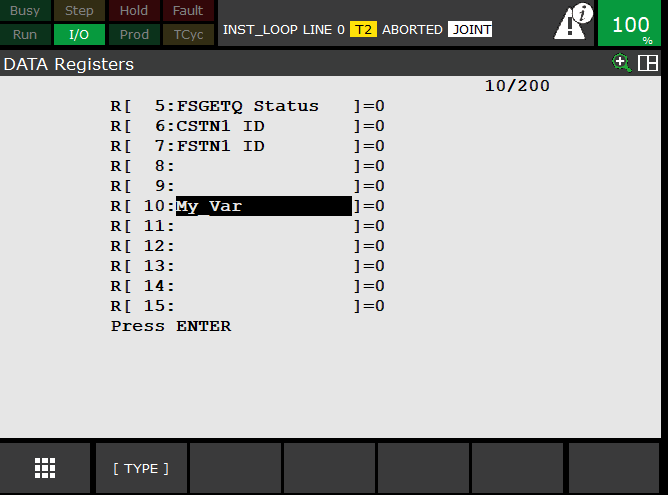 Busy Step Hold Fault
Run I/O Prod TCyc
INST_LOOP LINE 0 T2 ABORTED JOINT
i
100
%
DATA Registers
10/200
R[ 5:FSGETQ Status ]=0
R[ 6:CSTN1 ID ]=0
R[ 7:FSTN1 ID ]=0
R[ 8: ]=0
R[ 9: ]=0
R[ 10:My_Var ]=0
R[ 11: ]=0
R[ 12: ]=0
R[ 13: ]=0
R[ 14: ]=0
R[ 15: ]=0
Press ENTER
[ TYPE ]